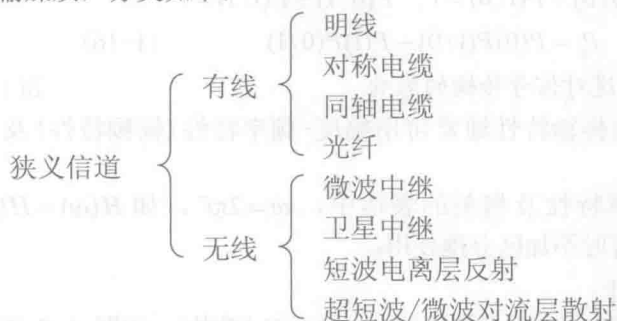 明线
对称电缆
有线
同轴电缆
光纤
狭义信道
微波中继
卫星中继
无线
短波电离层反射
超短波/微波对流层散射